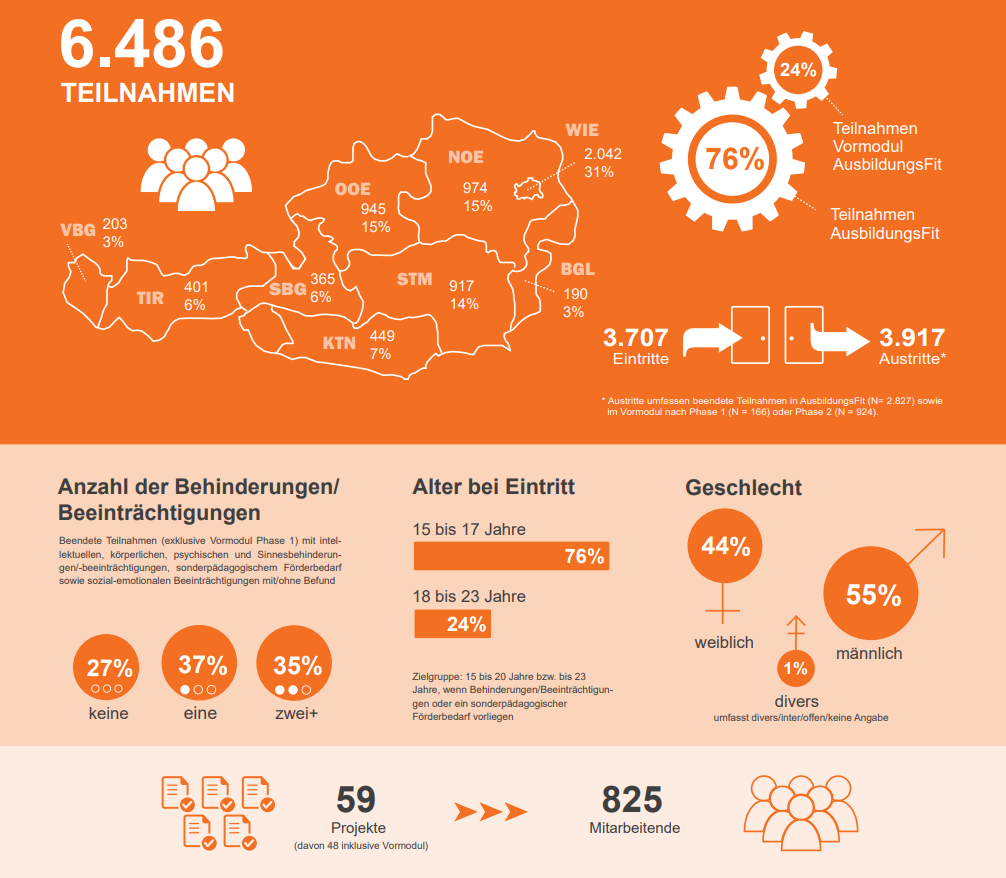 6.486
TEILNAHMEN
24%
Teilnahmen
Vormodul
AusbildungsFit
76%
Teilnahmen
AusbildungsFit
WIE
2.042
31%
NOE
974
15%
OOE
945
15%
VBG 203
3%
TIR
401
6%
SBG
365
6%
STM
917
14%
BGL
190
3%
KTN
449
7%
3.707
Eintritte
3.917
Austritte*
* Austritte umfassen beendete Teilnahmen in AusbildungsFit (N= 2.827) sowie
im Vormodul nach Phase 1 (N = 166) oder Phase 2 (N = 924).
Anzahl der Behinderungen/
Beeinträchtigungen
Beendete Teilnahmen (exklusive Vormodul Phase 1) mit intel-
lektuellen, körperlichen, psychischen und Sinnesbehinderun-
gen/-beeinträchtigungen, sonderpädagogischem Förderbedarf
sowie sozial-emotionalen Beeinträchtigungen mit/ohne Befund
27%
keine
37%
eine
35%
zwei+
Alter bei Eintritt
15 bis 17 Jahre
76%
18 bis 23 Jahre
24%
Zielgruppe: 15 bis 20 Jahre bzw. bis 23
Jahre, wenn Behinderungen/Beeinträchtigun-
gen oder ein sonderpädagogischer
Förderbedarf vorliegen
Geschlecht
44%
weiblich
55%
männlich
1%
divers
umfasst divers/inter/offen/keine Angabe
59
Projekte
(davon 48 inklusive Vormodul)
825
Mitarbeitende